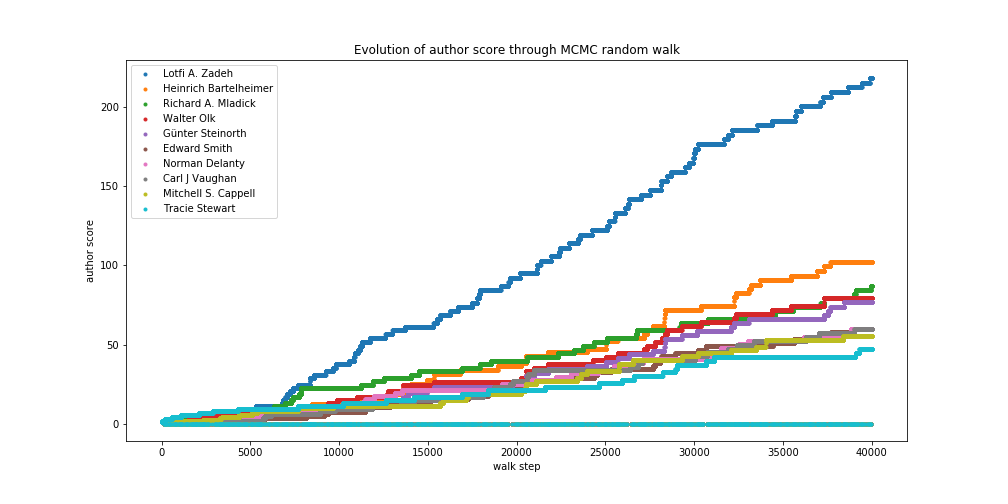 Evolution of author score through MCMC random walk
Lotfi A. Zadeh
Heinrich Bartelheimer
Richard A. Mladick
Walter Olk
Günter Steinorth
Edward Smith
Norman Delanty
Carl J Vaughan
Mitchell S. Cappell
Tracie Stewart
author score
200
150
100
50
0
0 5000 10000 15000 20000 25000 30000 35000 40000
walk step